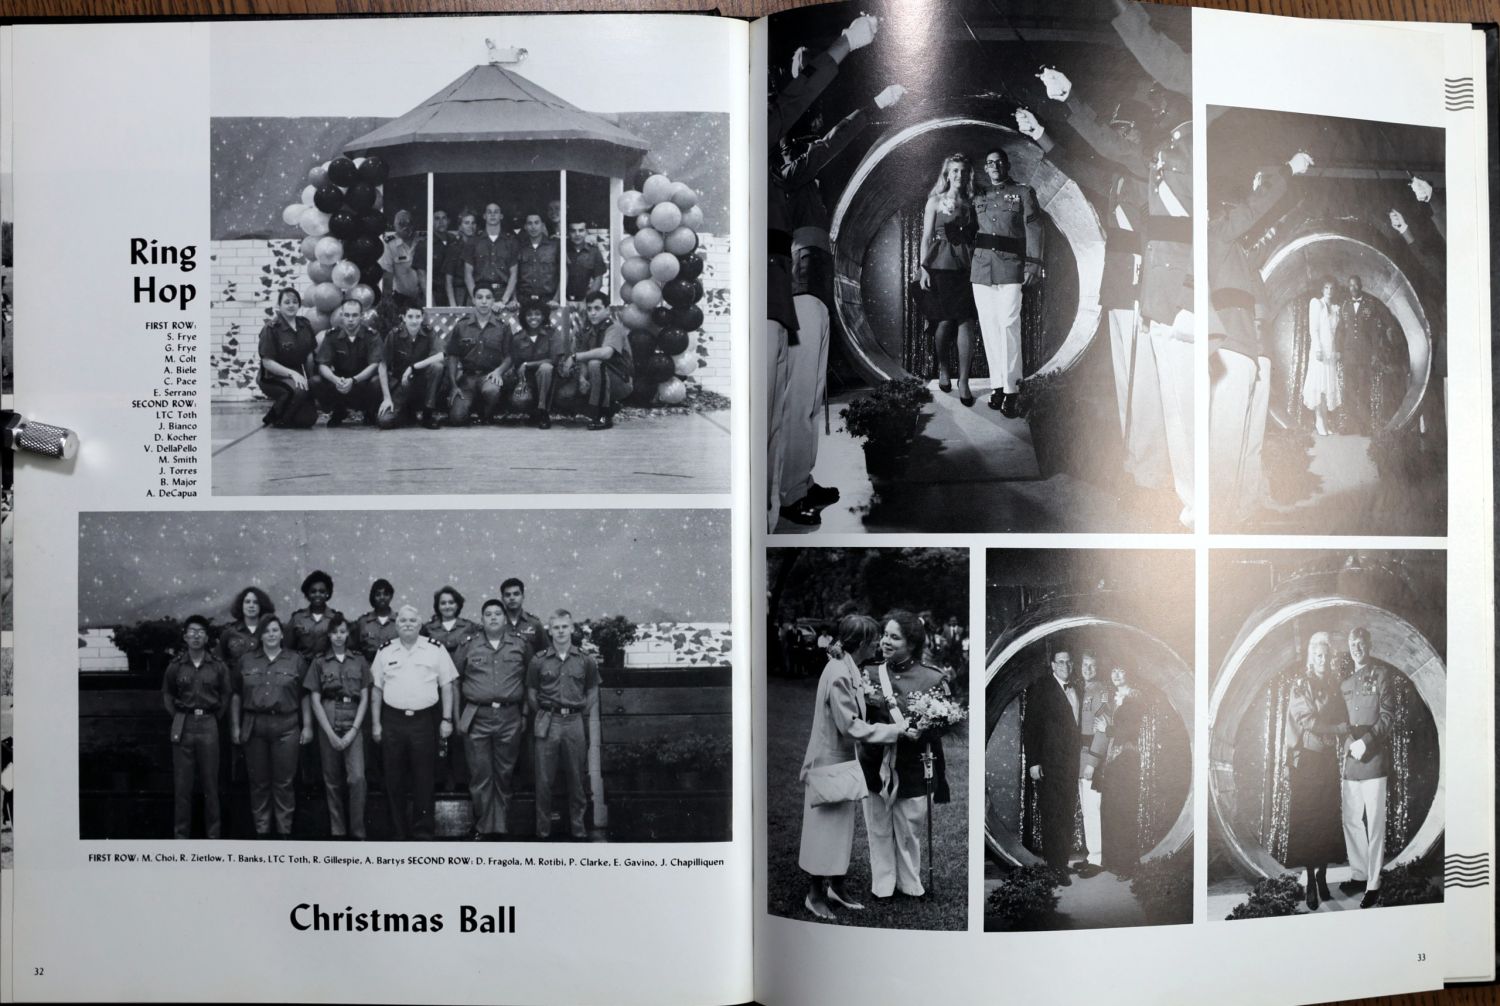 Ring
Hop
FIRST ROW:
S. Frye
G. Frye
M. Colt
A. Biele
C. Pace
E. Serrano
SECOND ROW:
LTC Toth
J. Bianco
D. Kocher
V. DellaPello
M. Smith
J. Torres
B. Major
A. DeCapua
FIRST ROW: M. Choi, R. Zietlow, T. Banks, LTC Toth, R. Gillespie, A. Bartys SECOND ROW: D. Fragola, M. Rotibi, P. Clarke, E. Gavino, J. Chapilliquen
Christmas Ball
32
33